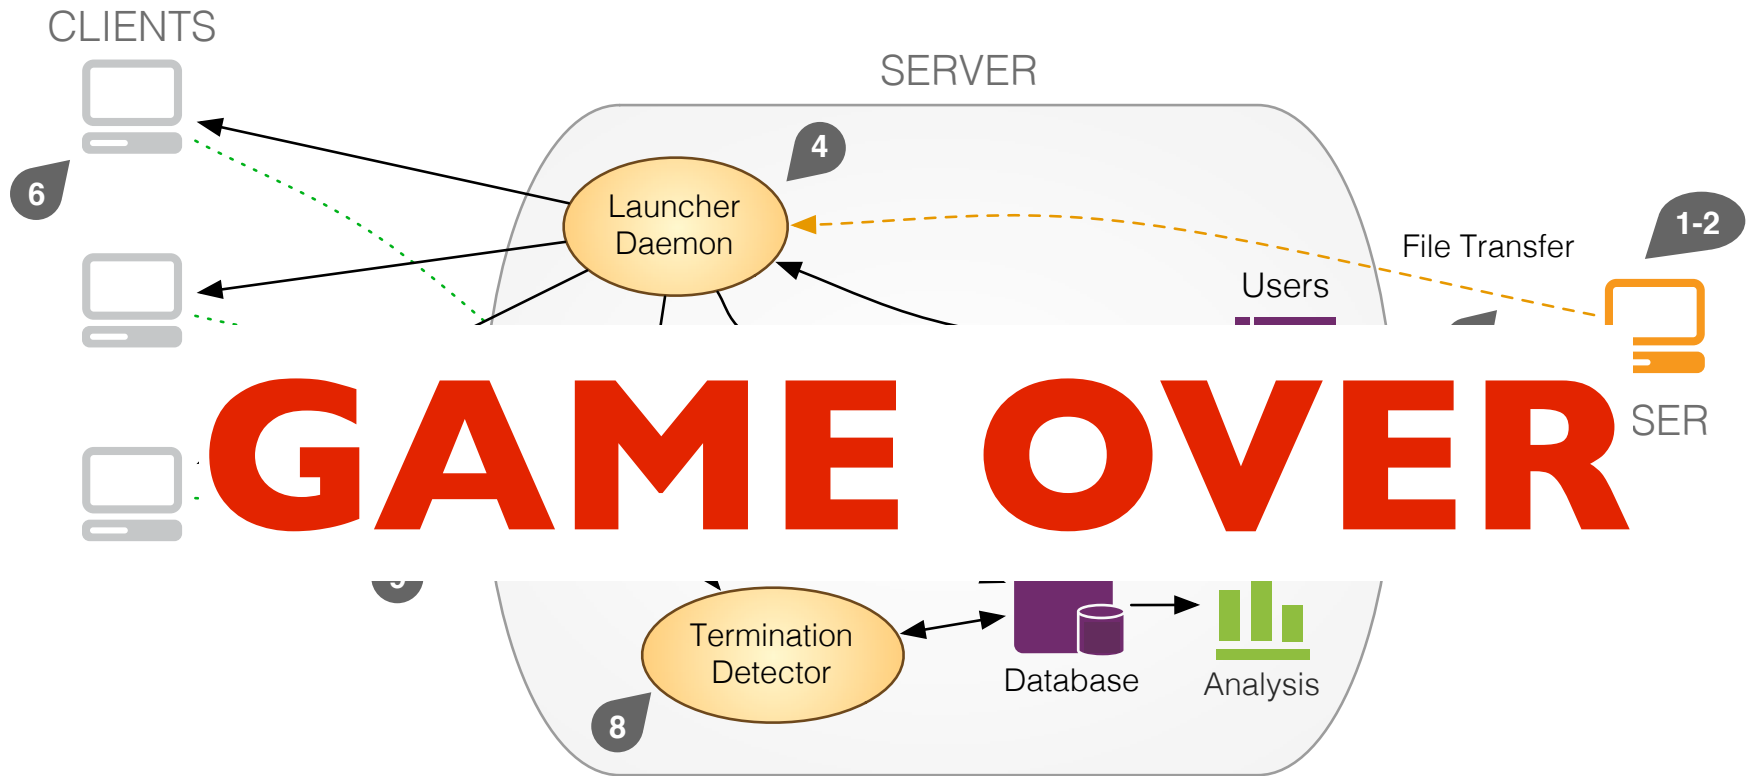 CLIENTS
SERVER
4
6
Launcher
Daemon
1-2
File Transfer
Users
GAME OVER
SER
Termination
Detector
Database
Analysis
8